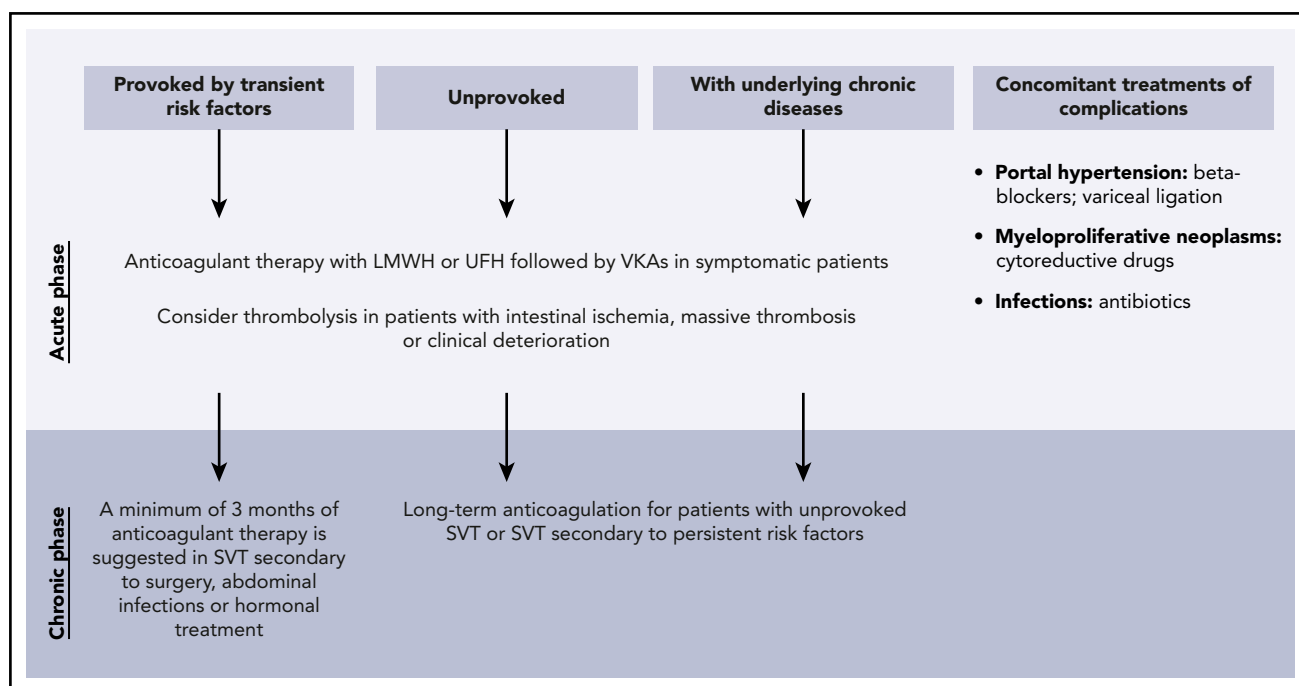 Provoked by transient
risk factors
Unprovoked
With underlying chronic
diseases
Concomitant treatments of
complications
Acute phase
Anticoagulant therapy with LMWH or UFH followed by VKAs in symptomatic patients
Consider thrombolysis in patients with intestinal ischemia, massive thrombosis
or clinical deterioration
• Portal hypertension: beta-
blockers; variceal ligation
• Myeloproliferative neoplasms:
cytoreductive drugs
• Infections: antibiotics
Chronic phase
A minimum of 3 months of
anticoagulant therapy is
suggested in SVT secondary
to surgery, abdominal
infections or hormonal
treatment
Long-term anticoagulation for patients with unprovoked
SVT or SVT secondary to persistent risk factors